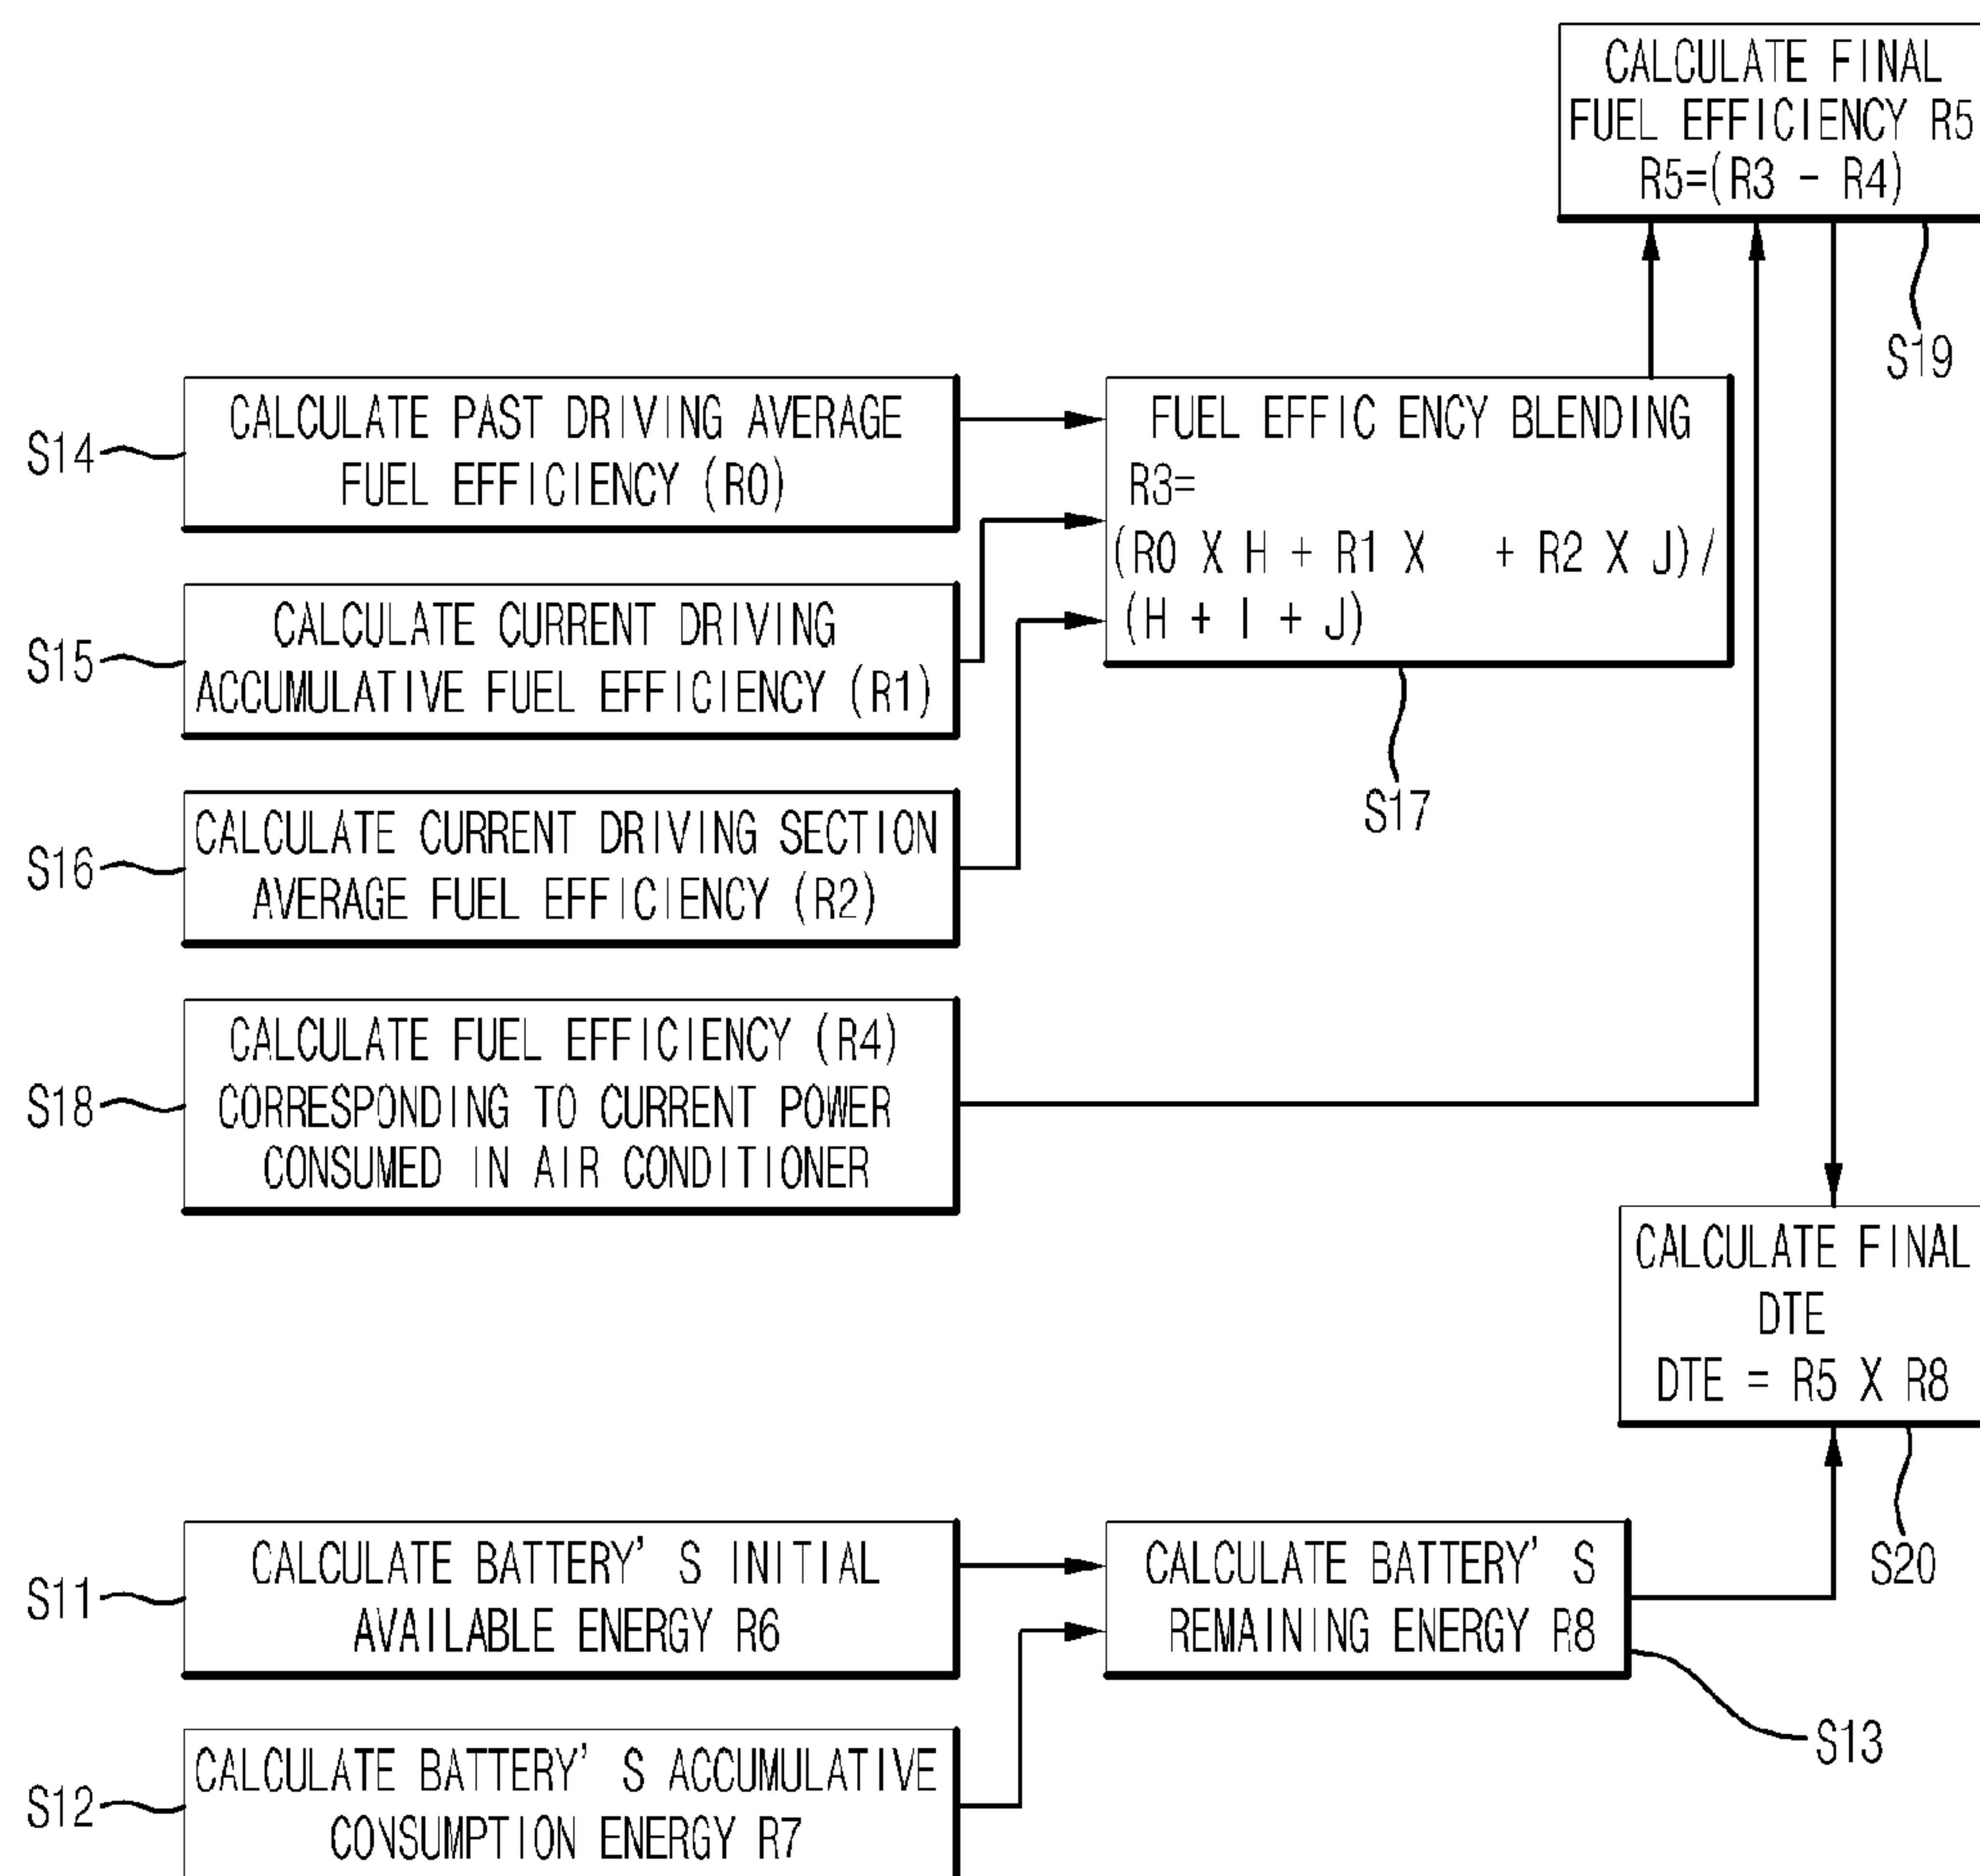 CALCULATE FINAL
FUEL EFFICIENCY R5
R5=(R3 - R4)
S19
S14
CALCULATE PAST DRIVING AVERAGE
FUEL EFFICIENCY (R0)
FUEL EFFIC ENCY BLENDING
R3=
(R0 X H + R1 X   + R2 X J)/
(H + I + J)
S17
S15
CALCULATE CURRENT DRIVING
ACCUMULATIVE FUEL EFFICIENCY (R1)
S16
CALCULATE CURRENT DRIVING SECTION
AVERAGE FUEL EFFICIENCY (R2)
S18
CALCULATE FUEL EFFICIENCY (R4)
CORRESPONDING TO CURRENT POWER
CONSUMED IN AIR CONDITIONER
CALCULATE FINAL
DTE
DTE = R5 X R8
S20
S11
CALCULATE BATTERY' S INITIAL
AVAILABLE ENERGY R6
CALCULATE BATTERY' S
REMAINING ENERGY R8
S13
S12
CALCULATE BATTERY' S ACCUMULATIVE
CONSUMPTION ENERGY R7